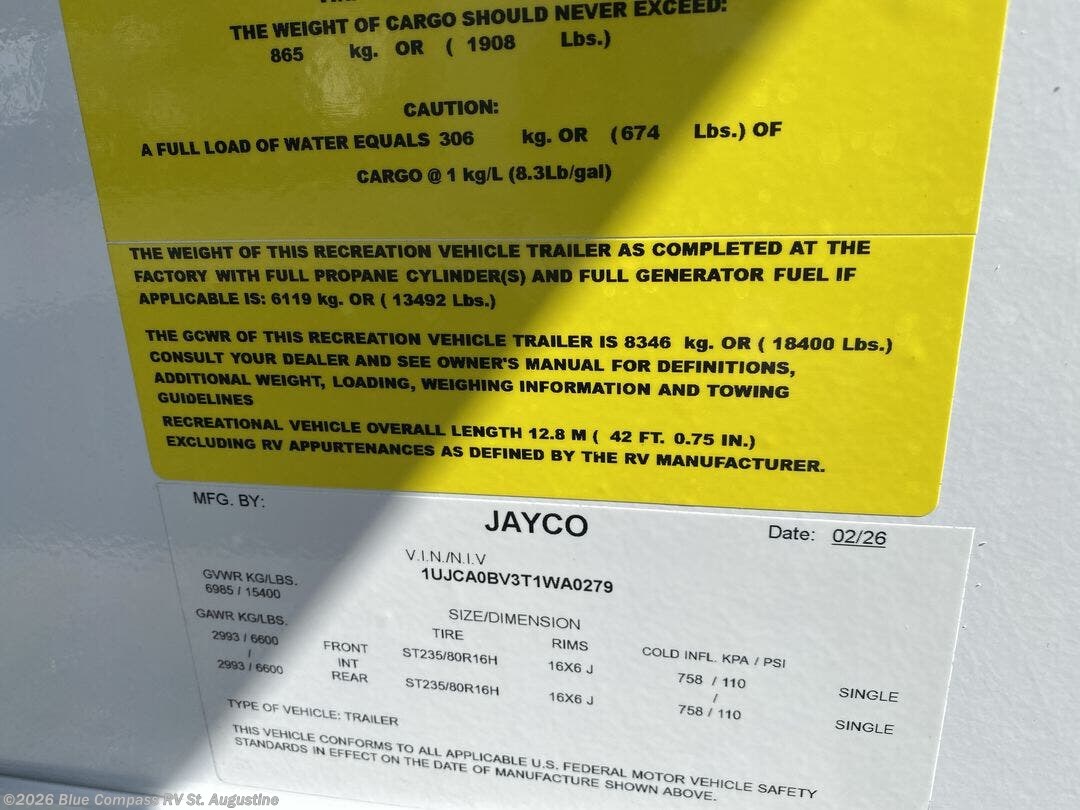 THE WEIGHT OF CARGO SHOULD NEVER EXCEED:
865 kg. OR ( 1908 Lbs.)
CAUTION:
A FULL LOAD OF WATER EQUALS 306 kg. OR (674 Lbs.) OF
CARGO @ 1 kg/L (8.3Lb/gal)
THE WEIGHT OF THIS RECREATION VEHICLE TRAILER AS COMPLETED AT THE
FACTORY WITH FULL PROPANE CYLINDER(S) AND FULL GENERATOR FUEL IF
APPLICABLE IS: 6119 kg. OR ( 13492 Lbs.)
THE GCWR OF THIS RECREATION VEHICLE TRAILER IS 8346 kg. OR ( 18400 Lbs.)
CONSULT YOUR DEALER AND SEE OWNER'S MANUAL FOR DEFINITIONS,
ADDITIONAL WEIGHT, LOADING, WEIGHING INFORMATION AND TOWING
GUIDELINES
RECREATIONAL VEHICLE OVERALL LENGTH 12.8 M ( 42 FT. 0.75 IN.)
EXCLUDING RV APPURTENANCES AS DEFINED BY THE RV MANUFACTURER.
MFG. BY: JAYCO Date: 02/26
V.I.N./N.I.V
1UJCA0BV3T1WA0279
GVWR KG/LBS.
6985 / 15400
GAWR KG/LBS. SIZE/DIMENSION
TIRE RIMS COLD INFL. KPA / PSI
2993 / 6600 FRONT ST235/80R16H 16X6 J 758 / 110 SINGLE
/ INT /
2993 / 6600 REAR ST235/80R16H 16X6 J 758 / 110 SINGLE
TYPE OF VEHICLE: TRAILER
THIS VEHICLE CONFORMS TO ALL APPLICABLE U.S. FEDERAL MOTOR VEHICLE SAFETY
STANDARDS IN EFFECT ON THE DATE OF MANUFACTURE SHOWN ABOVE.
©2026 Blue Compass RV St. Augustine